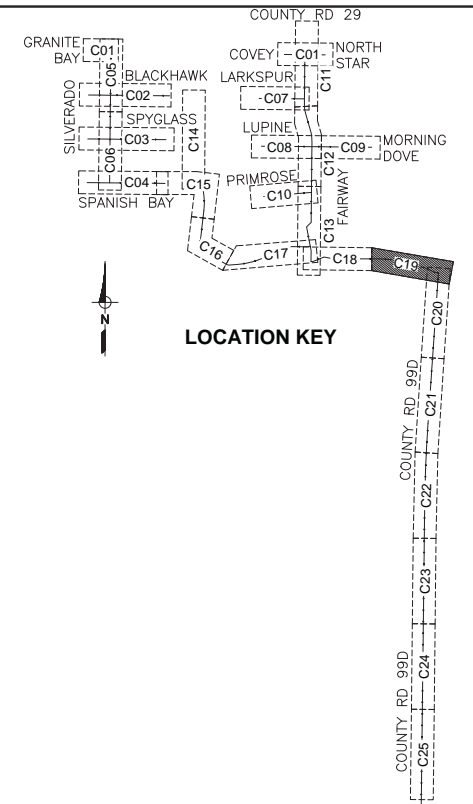 COUNTY RD 29
GRANITE
BAY
C01
COVEY
C01
NORTH
STAR
C05
C11
BLACKHAWK
LARKSPUR
SILVERADO
C02
C07
SPYGLASS
C14
LUPINE
C03
C08
C12
C09
MORNING
DOVE
C06
PRIMROSE
C04
C15
C10
FAIRWAY
SPANISH BAY
C13
C16
C17
C18
C19
N
LOCATION KEY
C20
COUNTY RD 99D
C21
C22
C23
COUNTY RD 99D
C24
C25